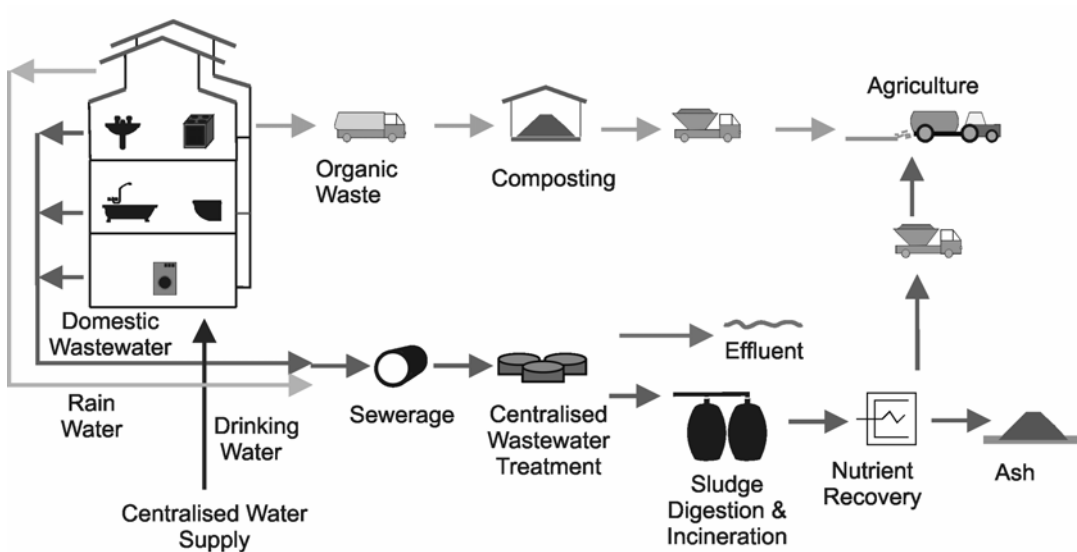 Agriculture
Organic
Waste
Composting
Domestic
Wastewater
Effluent
Rain
Water
Drinking
Water
Sewerage
Centralised
Wastewater
Treatment
Sludge
Digestion &
Incineration
Nutrient
Recovery
Ash
Centralised Water
Supply